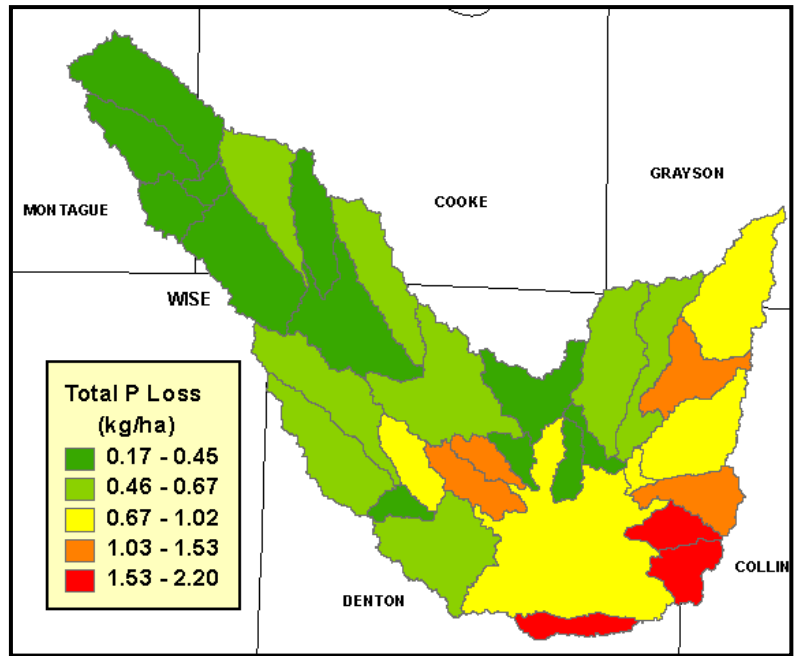 GRAYSON
COOKE
MONTAGUE
WISE
Total P Loss
(kg/ha)
0.17 - 0.45
0.46 - 0.67
0.67 - 1.02
1.03 - 1.53
1.53 - 2.20
COLLIN
DENTON